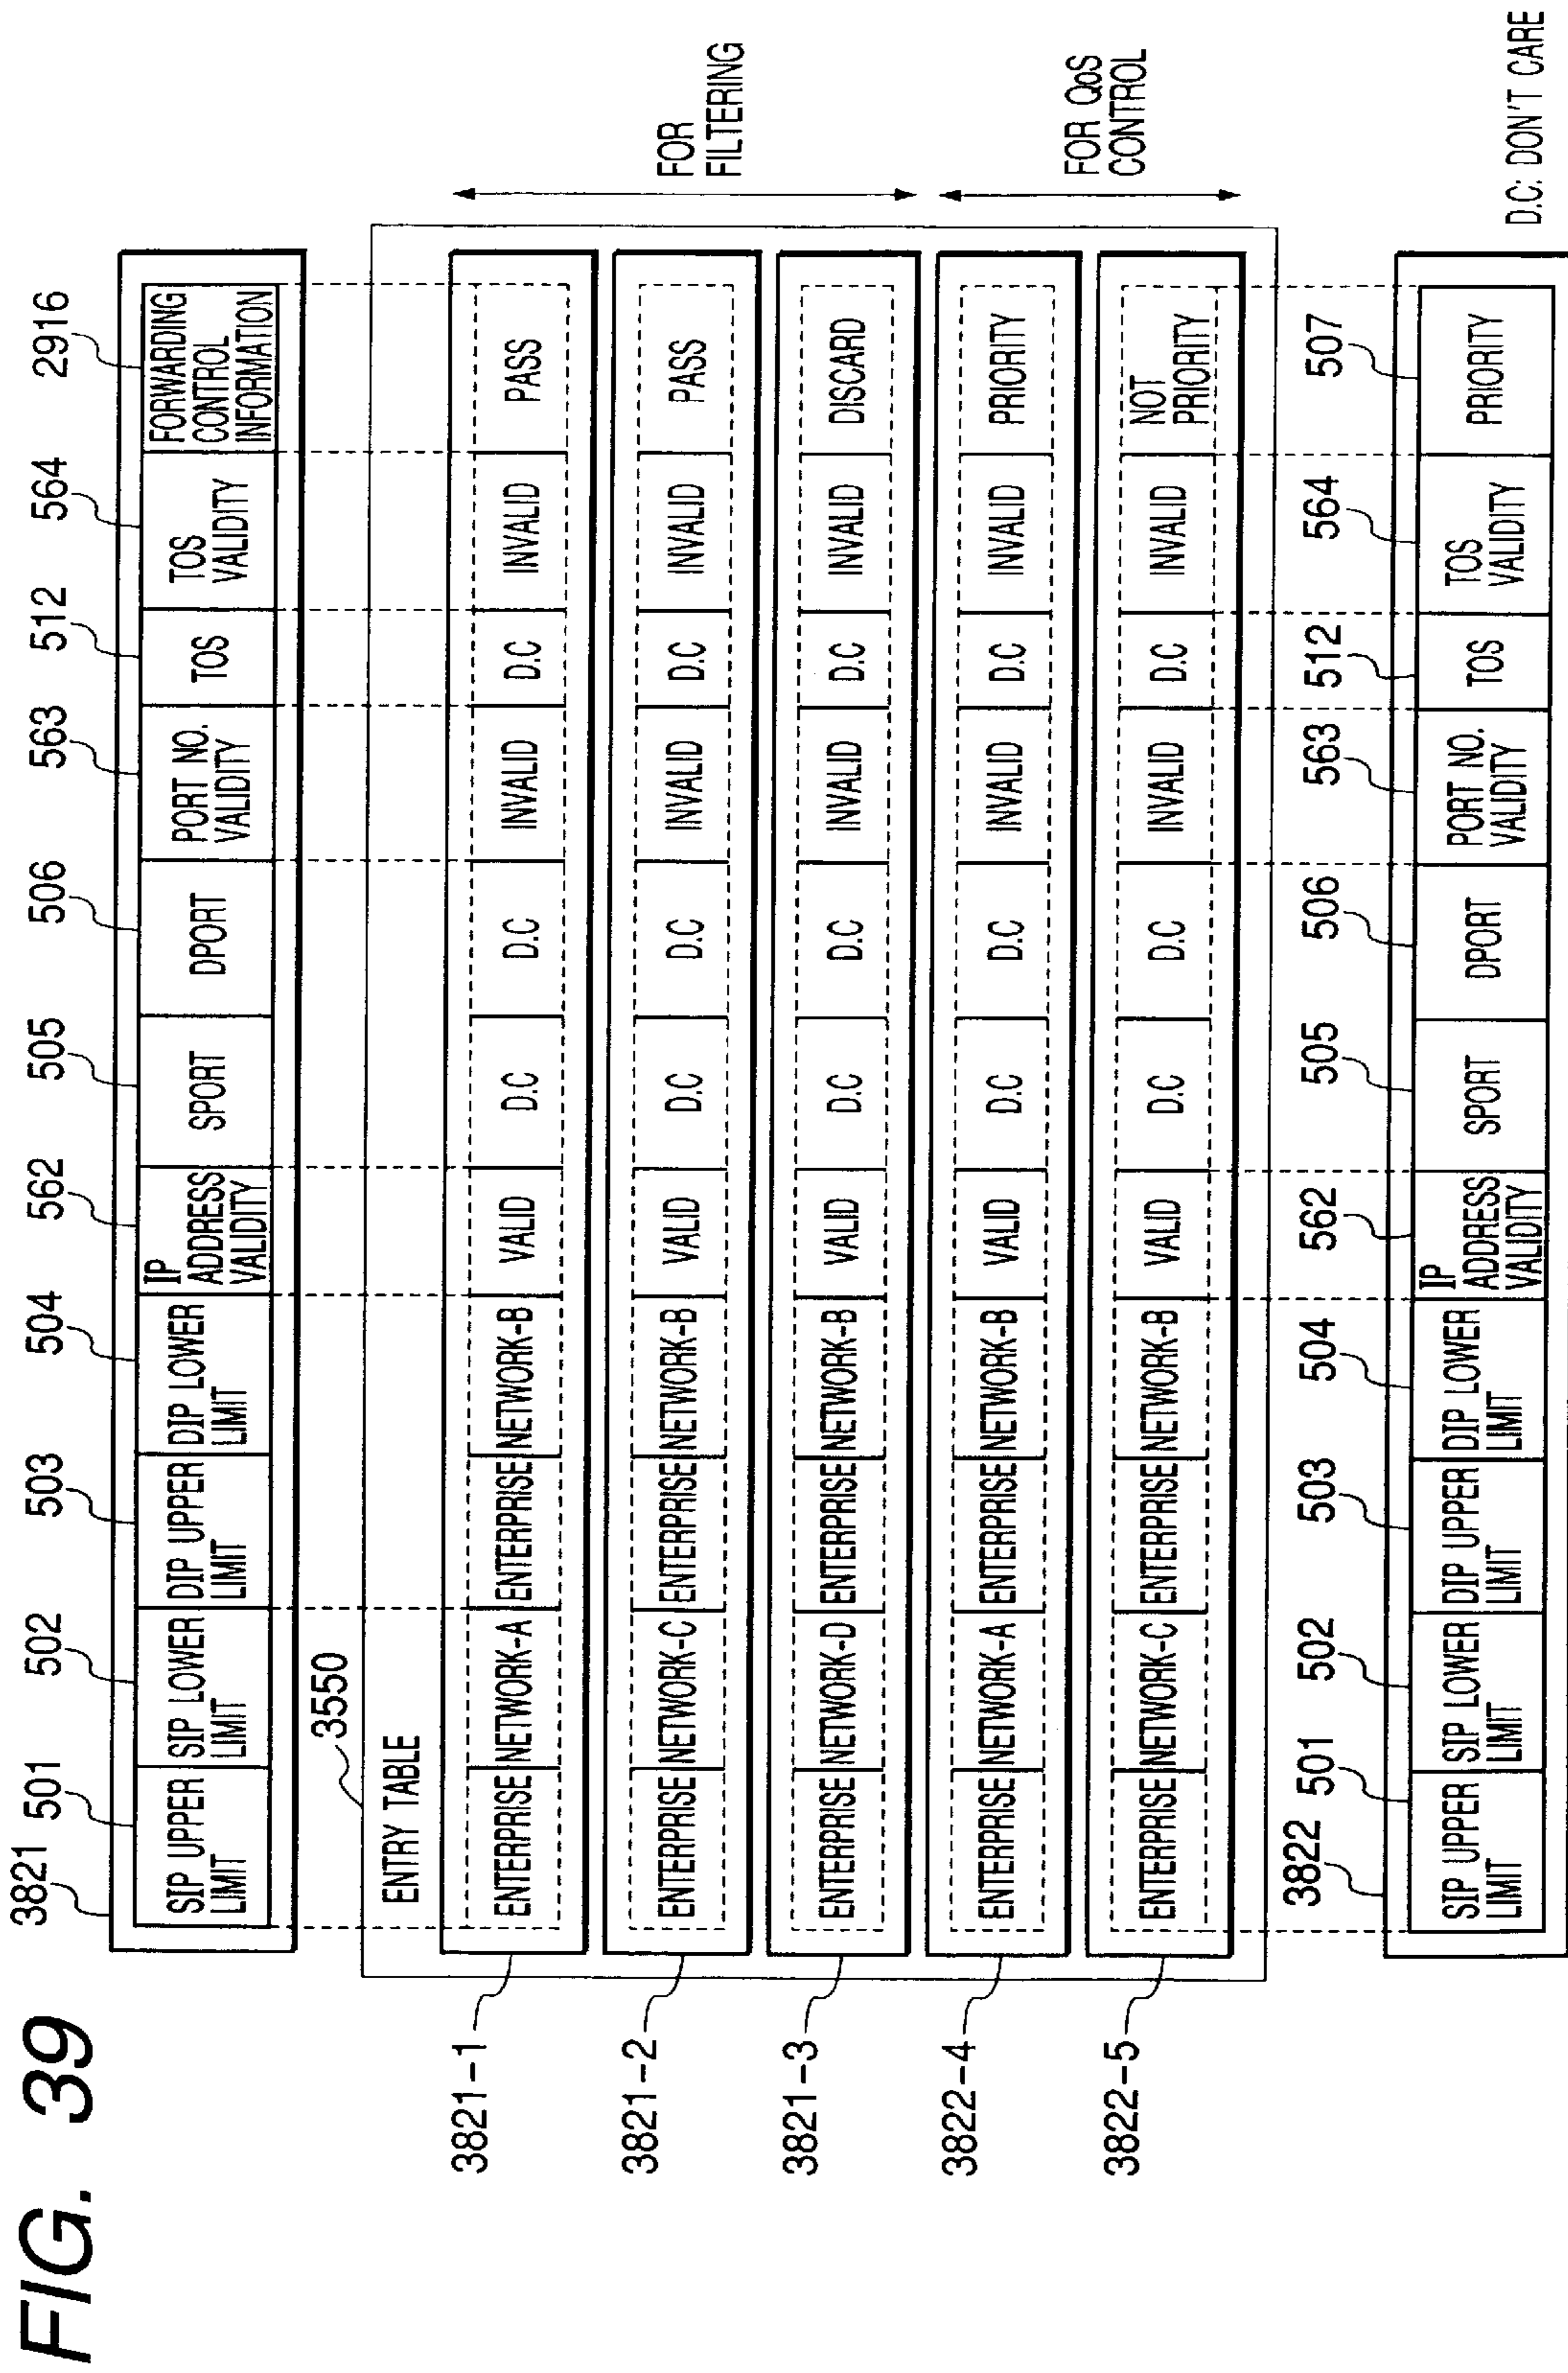 FIG. 39
3821
501
502
503
504
562
505
506
563
512
564
2916
SIP UPPER
LIMIT
SIP LOWER
LIMIT
DIP UPPER
LIMIT
DIP LOWER
LIMIT
IP
ADDRESS
VALIDITY
SPORT
DPORT
PORT NO.
VALIDITY
TOS
TOS
VALIDITY
FORWARDING
CONTROL
INFORMATION
3550
ENTRY TABLE
3821-1
ENTERPRISE
NETWORK-A
ENTERPRISE
NETWORK-B
VALID
D.C
D.C
INVALID
D.C
INVALID
PASS
3821-2
ENTERPRISE
NETWORK-C
ENTERPRISE
NETWORK-B
VALID
D.C
D.C
INVALID
D.C
INVALID
PASS
3821-3
ENTERPRISE
NETWORK-D
ENTERPRISE
NETWORK-B
VALID
D.C
D.C
INVALID
D.C
INVALID
DISCARD
FOR
FILTERING
3822-4
ENTERPRISE
NETWORK-A
ENTERPRISE
NETWORK-B
VALID
D.C
D.C
INVALID
D.C
INVALID
PRIORITY
3822-5
ENTERPRISE
NETWORK-C
ENTERPRISE
NETWORK-B
VALID
D.C
D.C
INVALID
D.C
INVALID
NOT
PRIORITY
FOR QoS
CONTROL
3822
501
502
503
504
562
505
506
563
512
564
507
SIP UPPER
LIMIT
SIP LOWER
LIMIT
DIP UPPER
LIMIT
DIP LOWER
LIMIT
IP
ADDRESS
VALIDITY
SPORT
DPORT
PORT NO.
VALIDITY
TOS
TOS
VALIDITY
PRIORITY
D.C: DON'T CARE